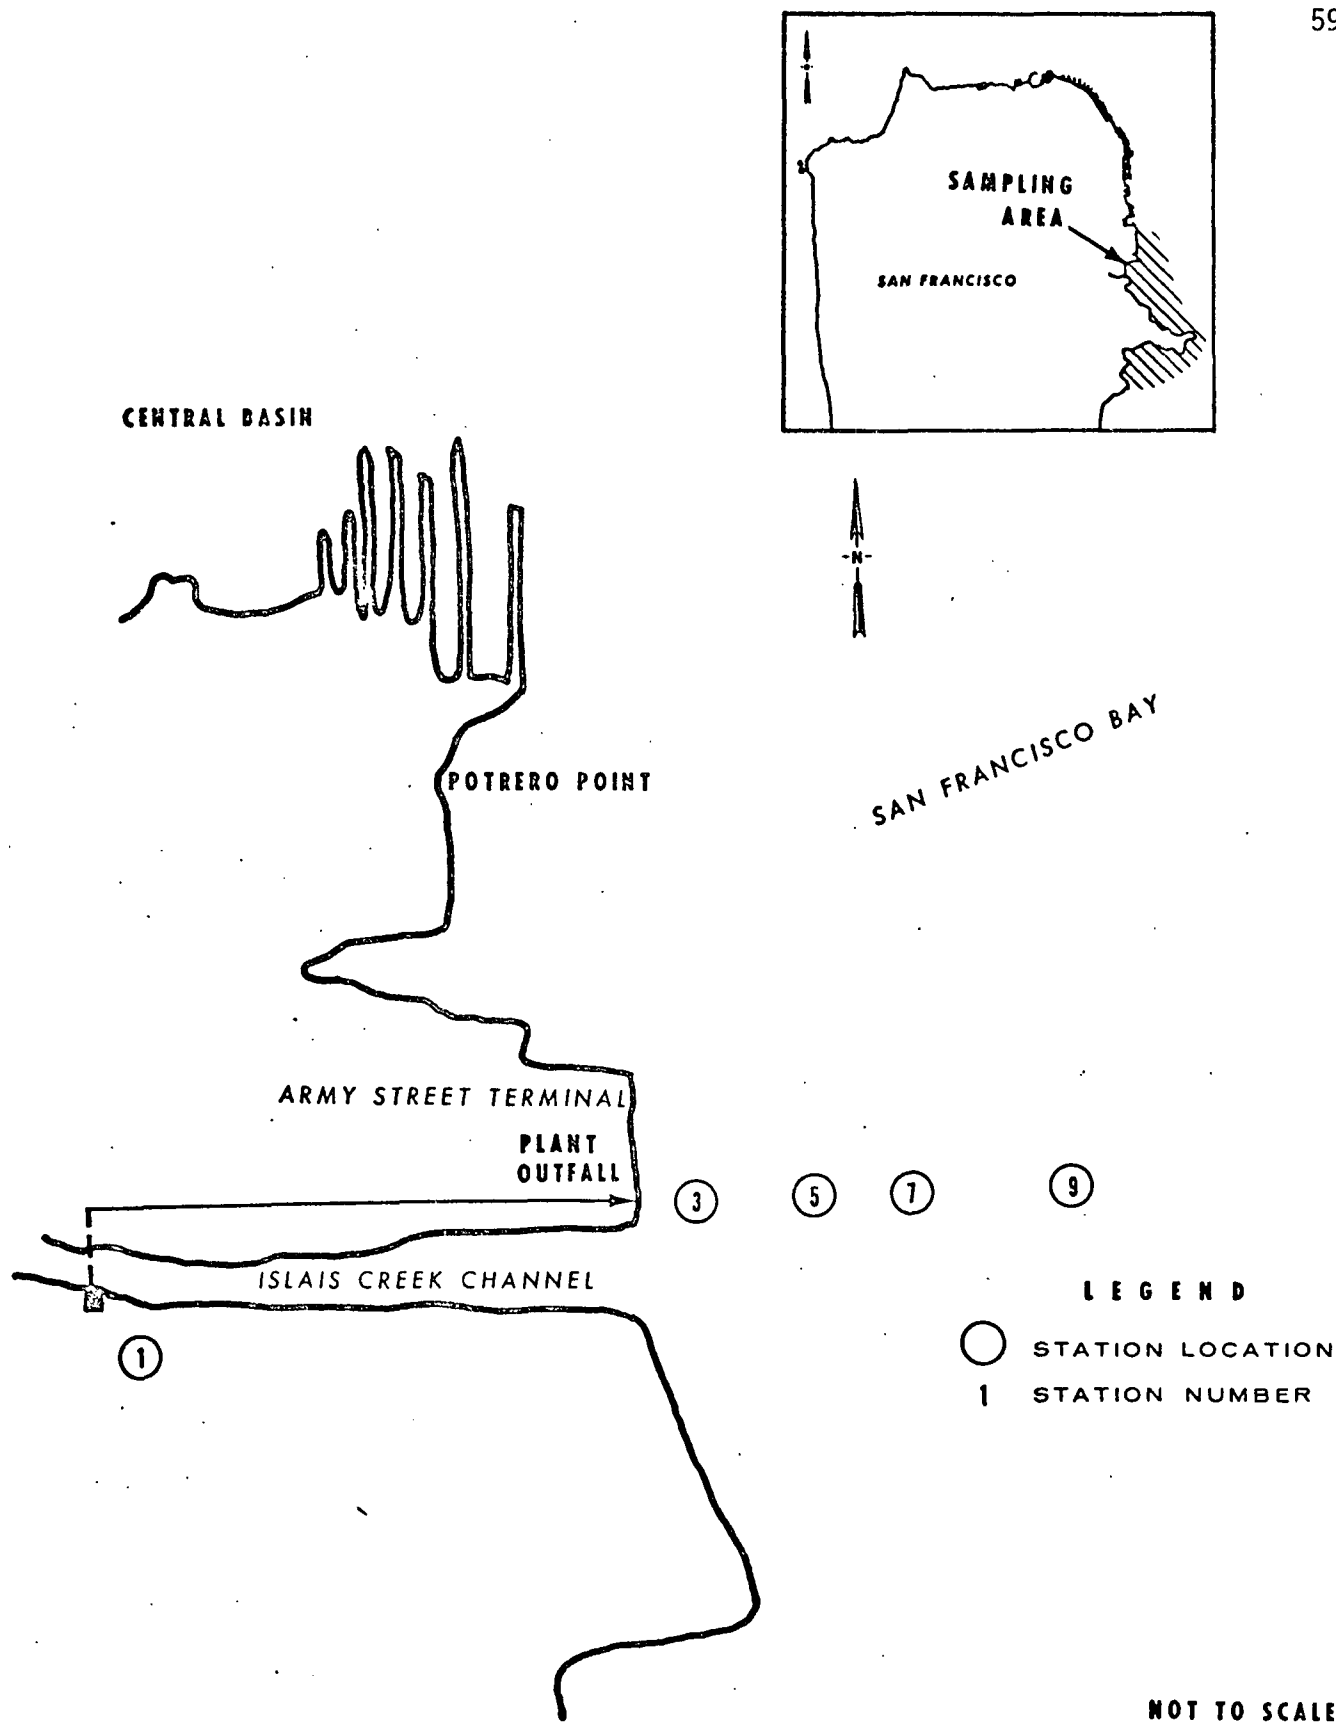 59
SAMPLING
AREA
SAN FRANCISCO
CENTRAL BASIN
-N-
SAN FRANCISCO BAY
POTRERO POINT
ARMY STREET TERMINAL
PLANT
OUTFALL
3 5 7 9
ISLAIS CREEK CHANNEL
LEGEND
1
STATION LOCATION
1 STATION NUMBER
NOT TO SCALE